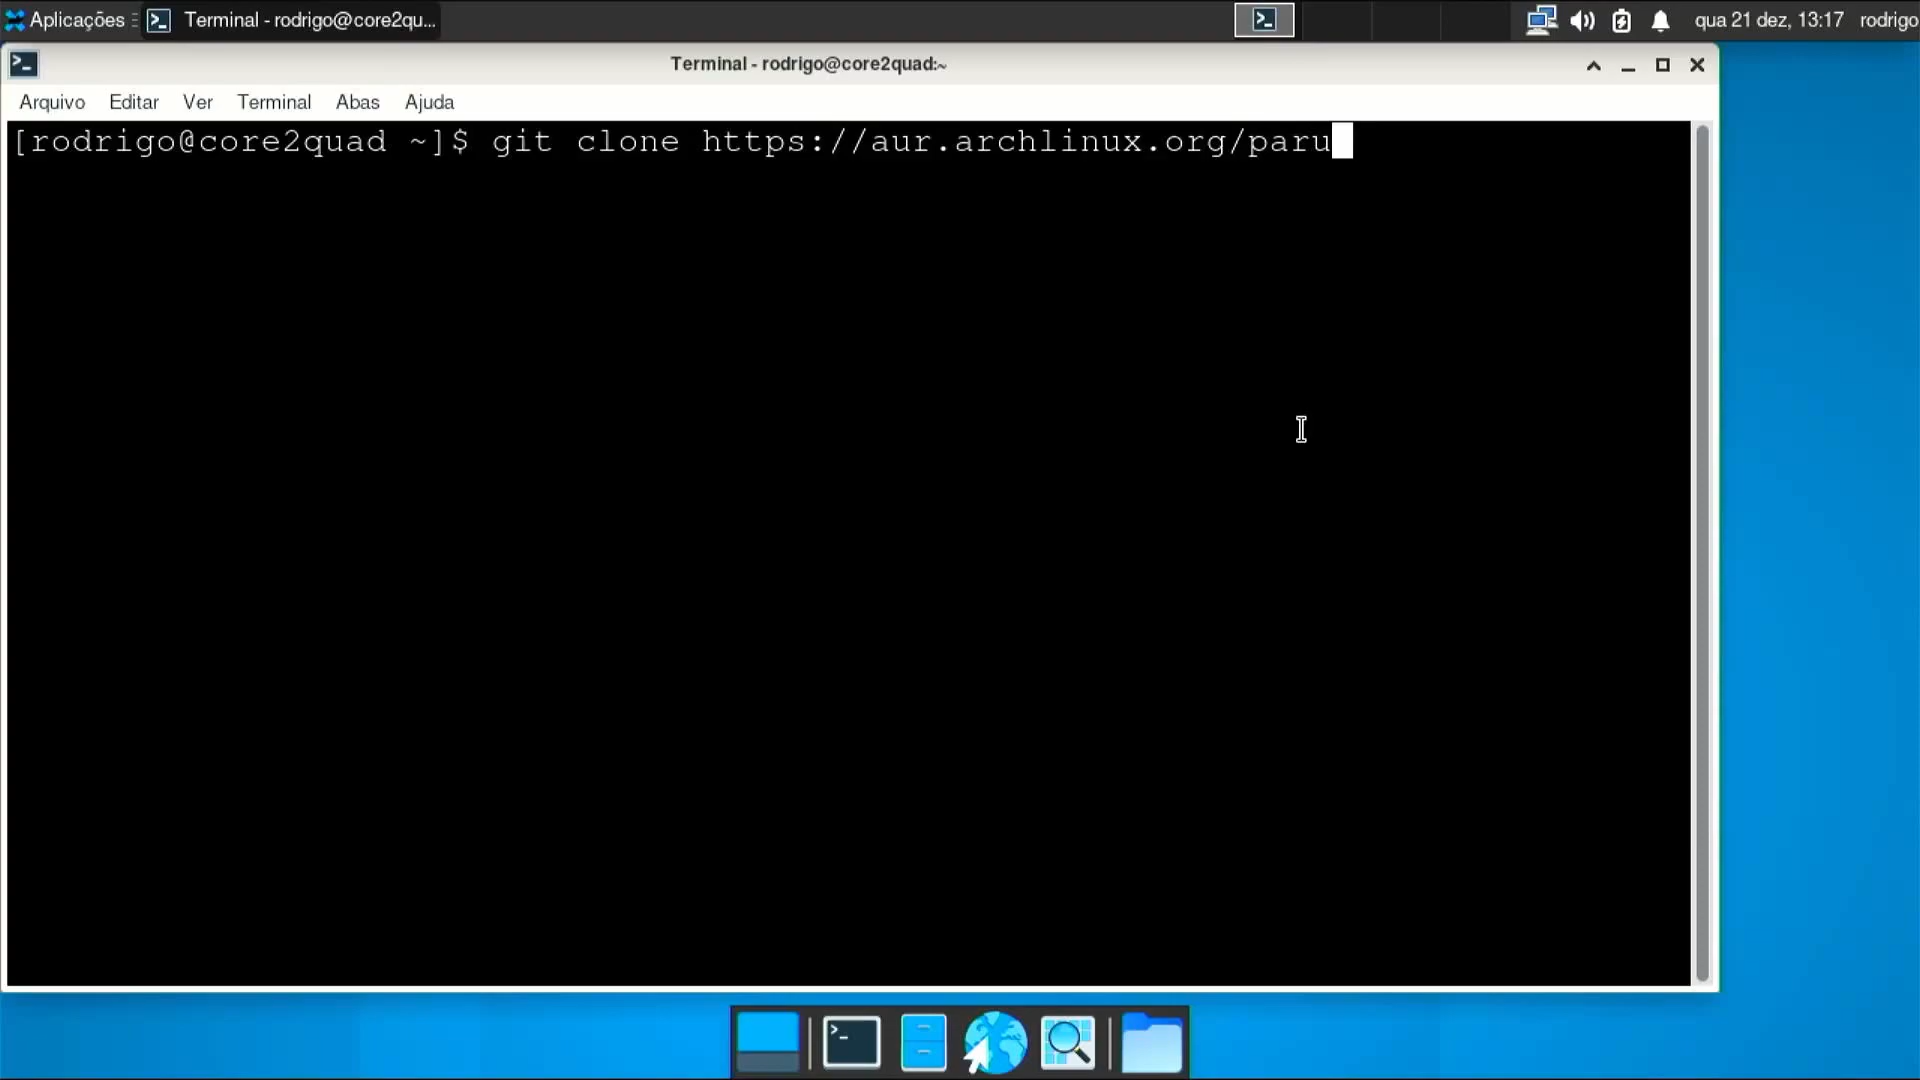 Aplicações Terminal - rodrigo@core2qu... qua 21 dez, 13:17 rodrigo
Terminal - rodrigo@core2quad:~
Arquivo Editar Ver Terminal Abas Ajuda
[rodrigo@core2quad ~]$ git clone https://aur.archlinux.org/paru